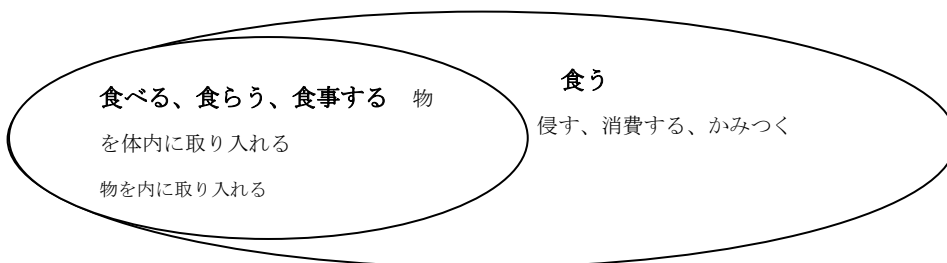 食べる、食らう、食事する　物
を体内に取り入れる
物を内に取り入れる
食う
侵す、消費する、かみつく